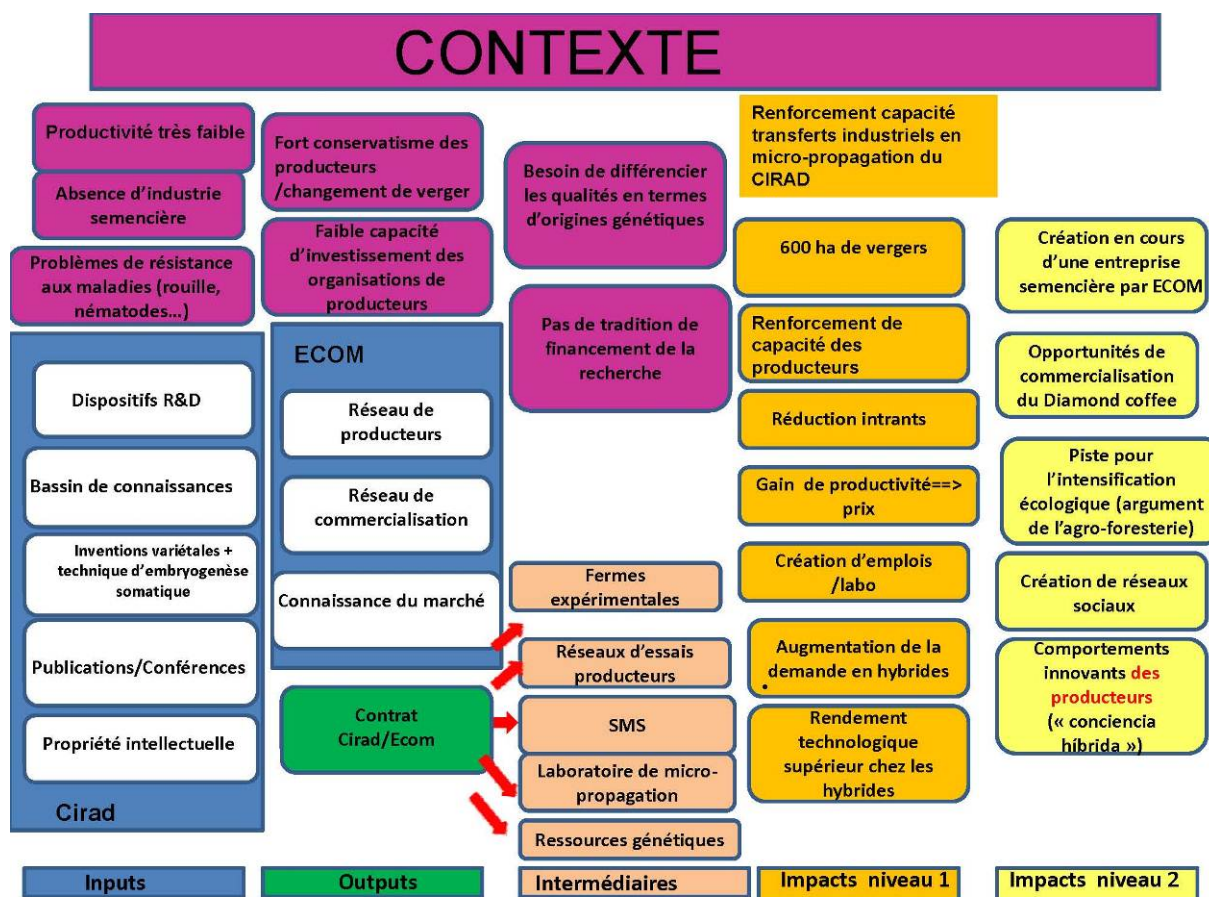 CONTEXTE
Productivité très faible
Absence d'industrie
semencière
Problèmes de résistance
aux maladies (rouille,
nématodes…)
Fort conservatisme des
producteurs
/changement de verger
Faible capacité
d'investissement des
organisations de
producteurs
Besoin de différencier
les qualités en termes
d'origines génétiques
Pas de tradition de
financement de la
recherche
Renforcement capacité
transferts industriels en
micro-propagation du
CIRAD
600 ha de vergers
Renforcement de
capacité des
producteurs
Réduction intrants
Gain de productivité==>
prix
Création d'emplois
/labo
Augmentation de la
demande en hybrides
Rendement
technologique
supérieur chez les
hybrides
Création en cours
d'une entreprise
semencière par ECOM
Opportunités de
commercialisation
du Diamond coffee
Piste pour
l'intensification
écologique (argument
de l'agro-foresterie)
Création de réseaux
sociaux
Comportements
innovants des
producteurs
(« conciencia
híbrida »)
Dispositifs R&D
Bassin de connaissances
Inventions variétales +
technique d'embryogenèse
somatique
Publications/Conférences
Propriété intellectuelle
Cirad
ECOM
Réseau de
producteurs
Réseau de
commercialisation
Connaissance du marché
Contrat
Cirad/Ecom
Fermes
expérimentales
Réseaux d'essais
producteurs
SMS
Laboratoire de micro-
propagation
Ressources génétiques
Inputs
Outputs
Intermédiaires
Impacts niveau 1
Impacts niveau 2